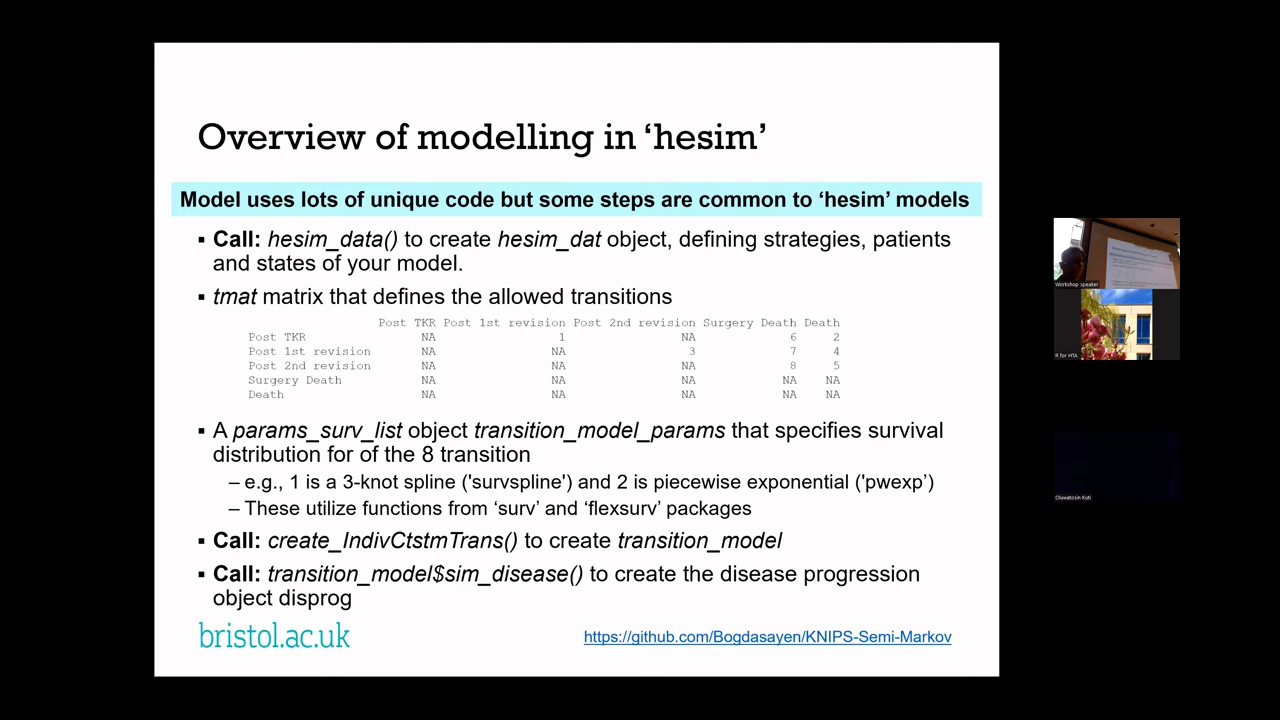 Overview of modelling in ‘hesim’
Model uses lots of unique code but some steps are common to ‘hesim’ models
▪ Call: hesim_data() to create hesim_dat object, defining strategies, patients
and states of your model.
▪ tmat matrix that defines the allowed transitions
Post TKR Post 1st revision Post 2nd revision Surgery Death Death
Post TKR NA 1 NA 6 2
Post 1st revision NA NA 3 7 4
Post 2nd revision NA NA NA 8 5
Surgery Death NA NA NA NA NA
Death NA NA NA NA NA
▪ A params_surv_list object transition_model_params that specifies survival
distribution for of the 8 transition
– e.g., 1 is a 3-knot spline ('survspline') and 2 is piecewise exponential ('pwexp’)
– These utilize functions from ‘surv’ and ‘flexsurv’ packages
▪ Call: create_IndivCtstmTrans() to create transition_model
▪ Call: transition_model$sim_disease() to create the disease progression
object disprog
bristol.ac.uk
https://github.com/Bogdasayen/KNIPS-Semi-Markov
Workshop speaker
R for HTA
Oluwatosin Kuti